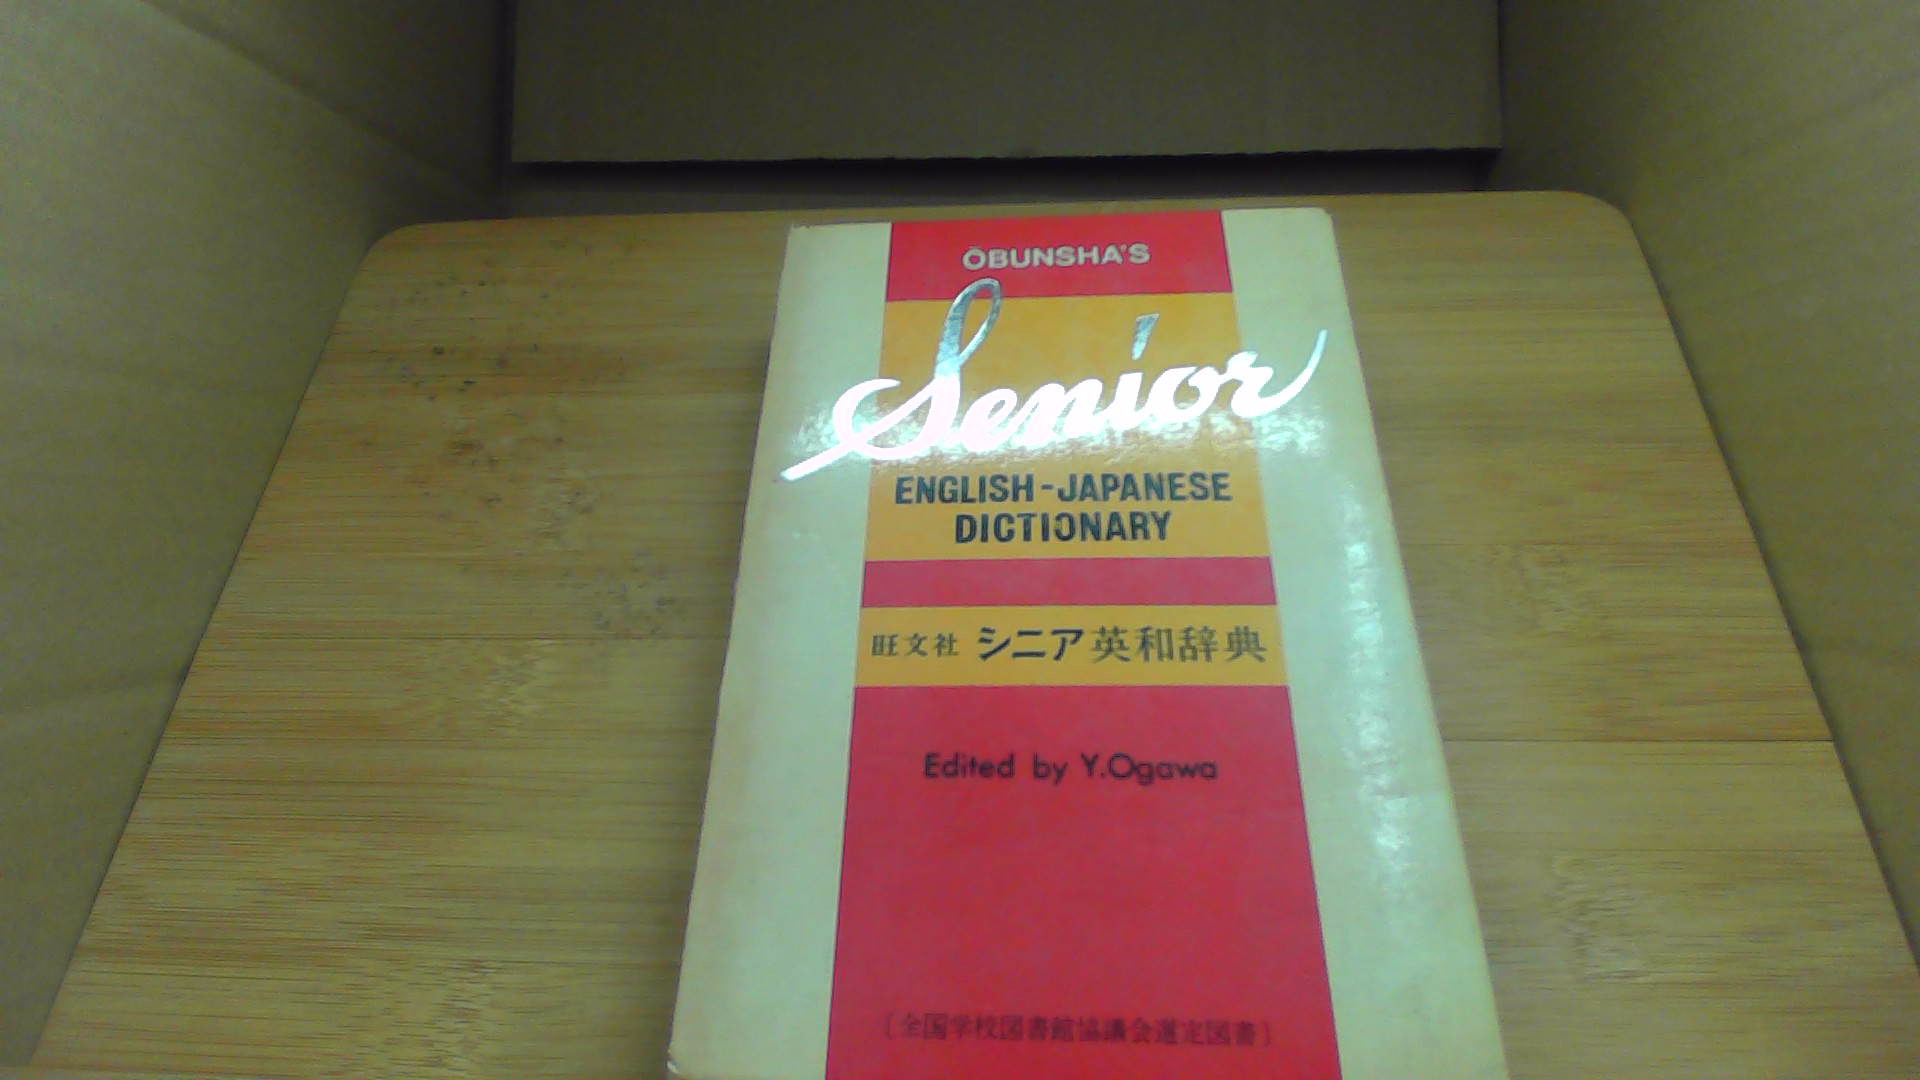 ŌBUNSHA'S
Senior
ENGLISH-JAPANESE
DICTIONARY
旺文社 シニア英和辞典
Edited by Y.Ogawa
〔全国学校図書館協議会選定図書〕